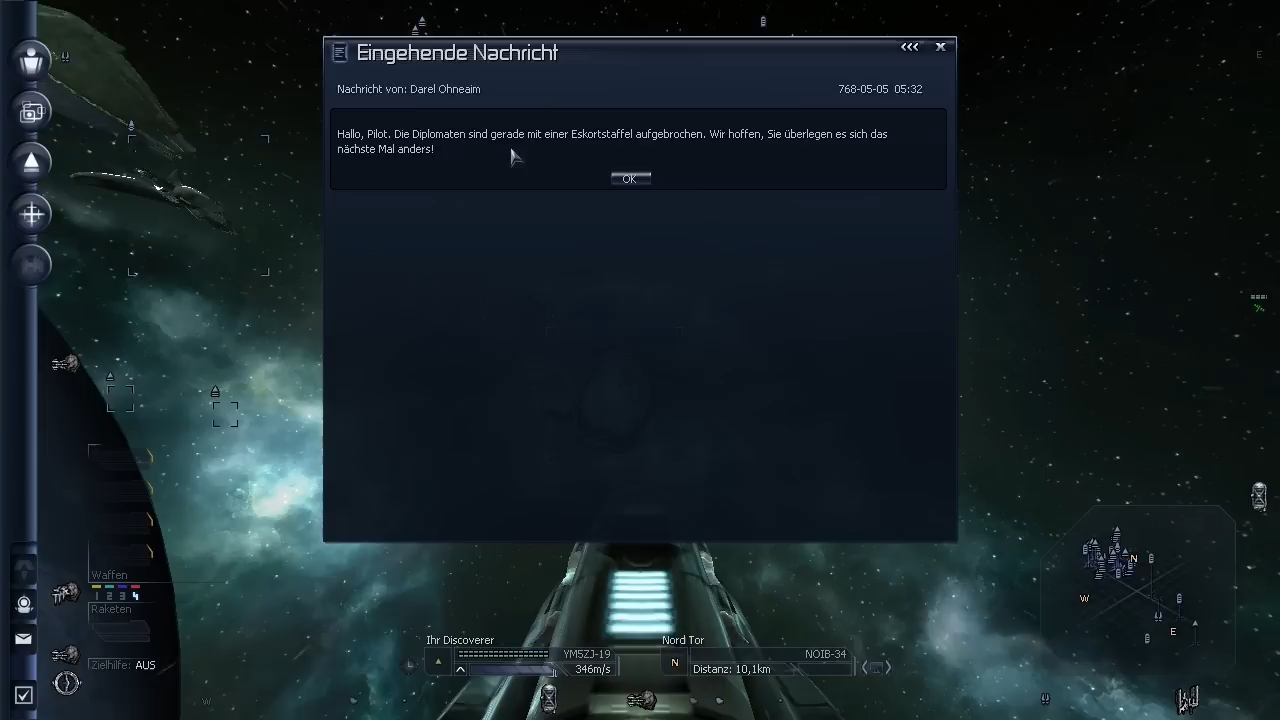 Eingehende Nachricht
Nachricht von: Darel Ohneaim
768-05-05 05:32
Hallo, Pilot. Die Diplomaten sind gerade mit einer Eskortstaffel aufgebrochen. Wir hoffen, Sie überlegen es sich das
nächste Mal anders!
OK
E
Waffen
1 2 3 4
Raketen
Zielhilfe: AUS
W
Ihr Discoverer
YM5ZJ-19
346m/s
Nord Tor
N
NOIB-34
Distanz: 10,1km
N
W
E